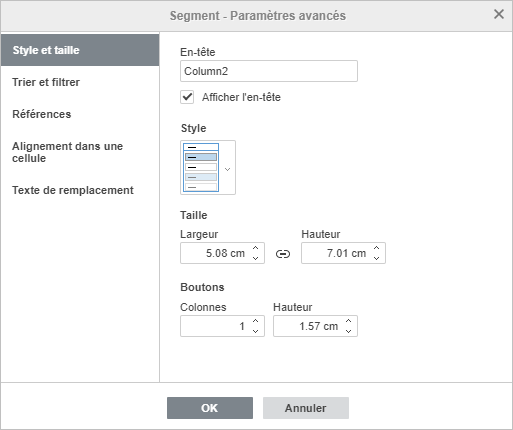 Segment - Paramètres avancés
Style et taille
Trier et filtrer
Références
Alignement dans une
cellule
Texte de remplacement
En-tête
Column2
Afficher l'en-tête
Style
Taille
Largeur Hauteur
5.08 cm 7.01 cm
Boutons
Colonnes Hauteur
1 1.57 cm
OK Annuler